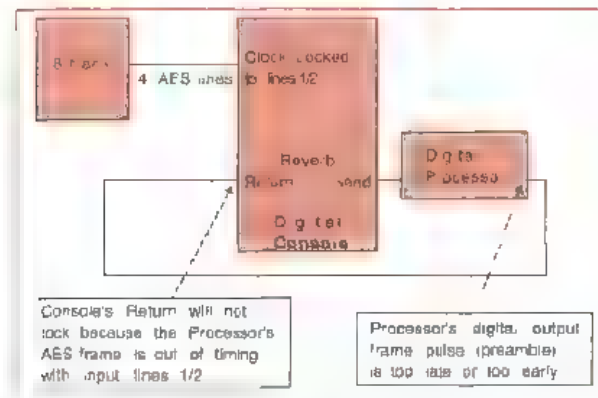 8 track
4 AES lines
Clock Locked
to lines 1/2
Reverb
Return send
Digital
Console
Digital
Processor
Console's Return will not
lock because the Processor's
AES frame is out of timing
with input lines 1/2
Processor's digital output
frame pulse (preamble)
is too late or too early